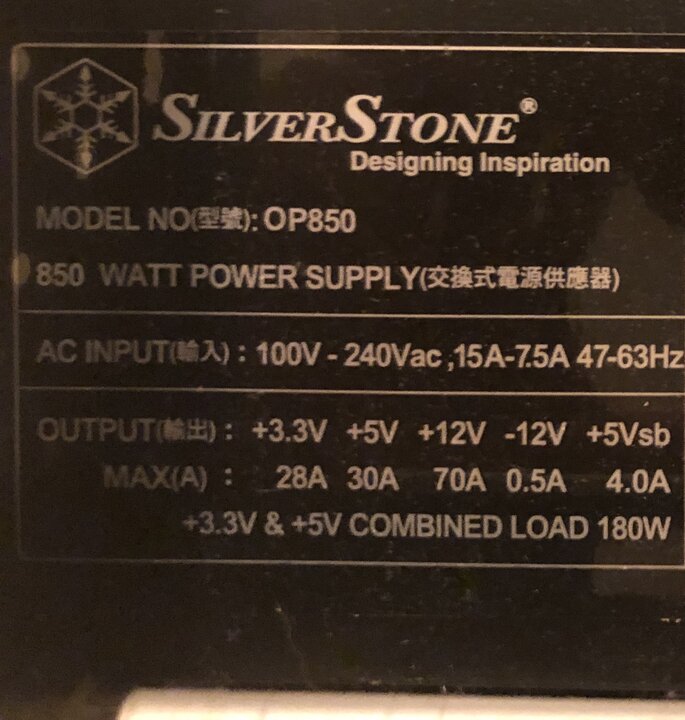 SILVERSTONE®
Designing Inspiration
MODEL NO(型號): OP850
850 WATT POWER SUPPLY(交換式電源供應器)
AC INPUT(輸入) : 100V - 240Vac ,15A-7.5A 47-63Hz
OUTPUT(輸出) : +3.3V +5V +12V -12V +5Vsb
MAX(A) : 28A 30A 70A 0.5A 4.0A
+3.3V & +5V COMBINED LOAD 180W